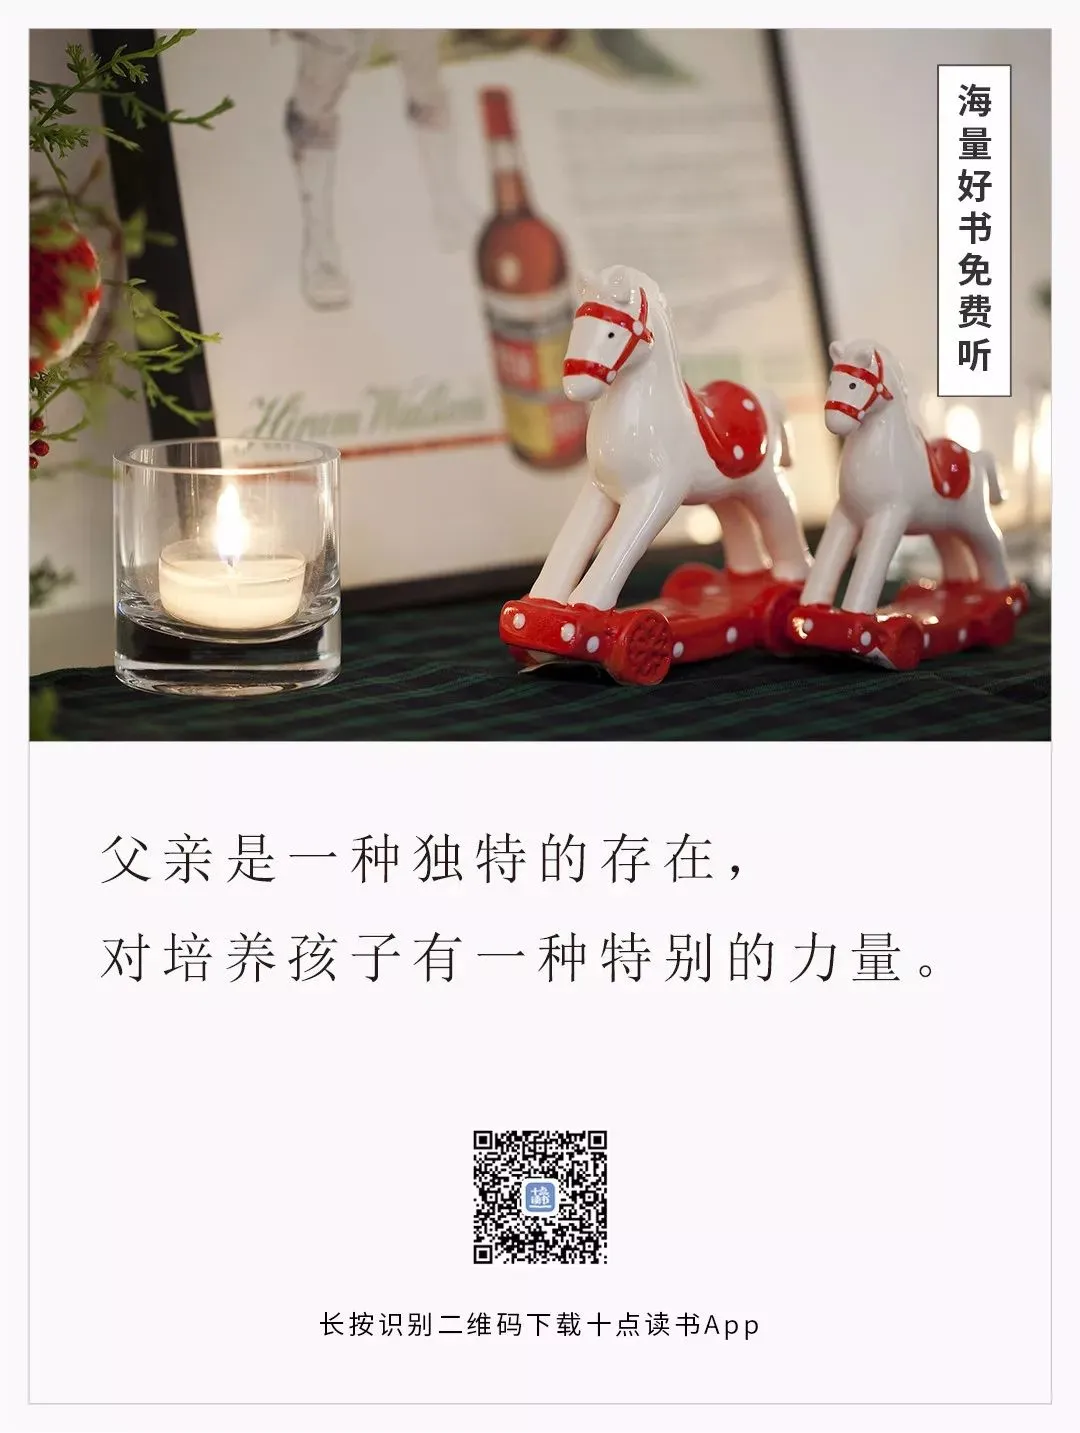 海量好书免费听
父亲是一种独特的存在，
对培养孩子有一种特别的力量。
长按识别二维码下载十点读书App